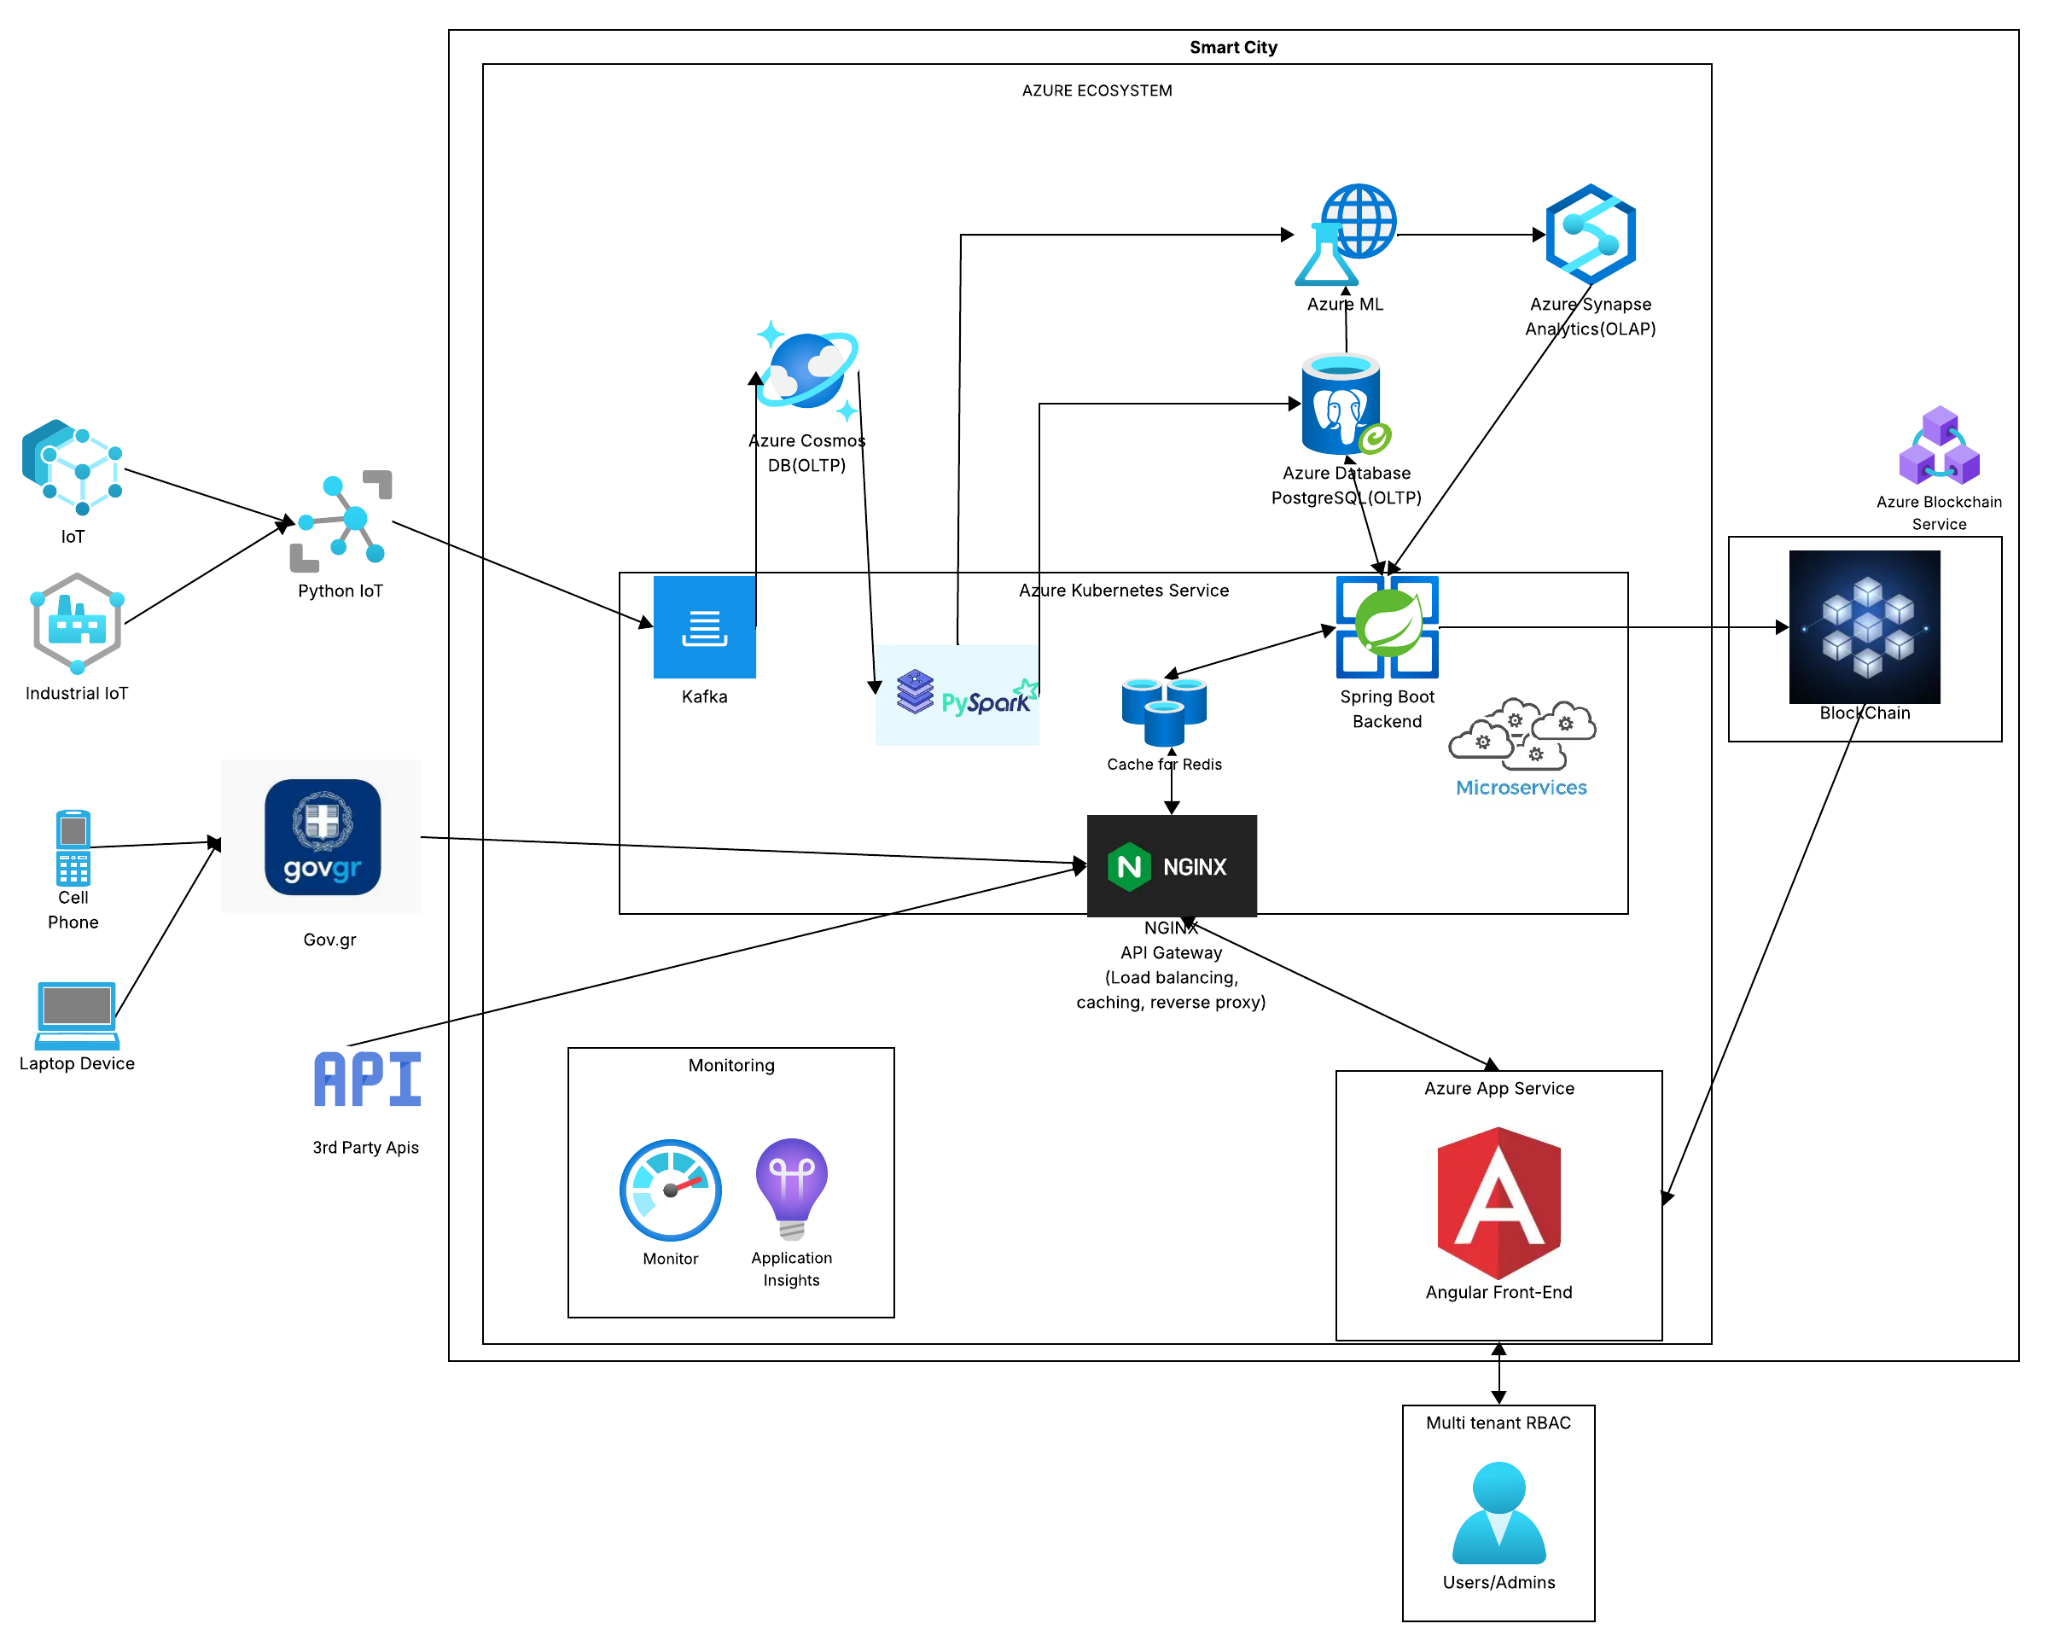 Smart City
AZURE ECOSYSTEM
Azure ML
Azure Synapse
Analytics(OLAP)
Azure Cosmos
DB(OLTP)
Azure Database
PostgreSQL(OLTP)
Azure Blockchain
Service
IoT
Python IoT
Industrial IoT
Azure Kubernetes Service
Kafka
PySpark
Spring Boot
Backend
Microservices
BlockChain
Cache for Redis
govgr
Gov.gr
Cell
Phone
Laptop Device
NGINX
NGINX
API Gateway
(Load balancing,
caching, reverse proxy)
API
3rd Party Apis
Monitoring
Monitor
Application
Insights
Azure App Service
A
Angular Front-End
Multi tenant RBAC
Users/Admins